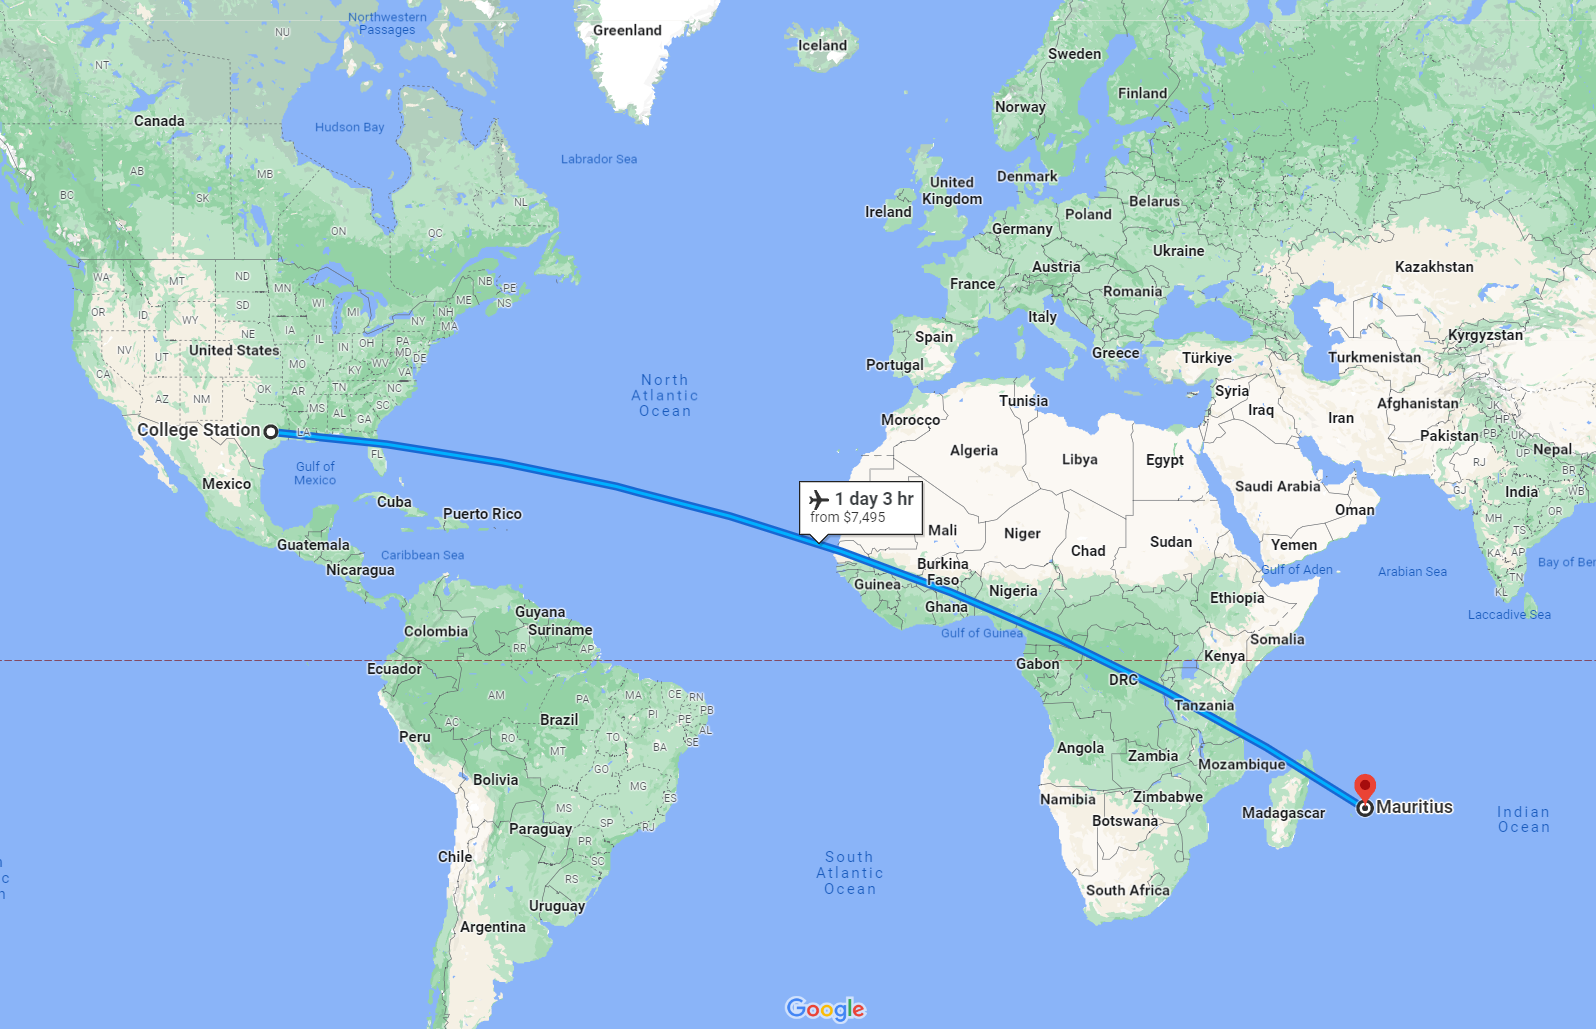 Greenland
Northwestern
Passages
NU
Iceland
Sweden
NT
Finland
Norway
Canada
Hudson Bay
Labrador Sea
AB
MB
Denmark
United
Kingdom
BC
SK
NL
Ireland
Belarus
Poland
Germany
ON
QC
Ukraine
Austria
Kazakhstan
WA
MT
ND
MN
NB
PE
NS
France
Romania
OR
ID
SD
WI
MI
ME
NH
NY
MA
WY
IA
Italy
Spain
Kyrgyzstan
United States
NE
NV
UT
IL
IN
OH
PA
MD
DE
Greece
Türkiye
Turkmenistan
Portugal
CA
MO
KY
WV
VA
North
Atlantic
Ocean
OK
AR
TN
NC
Syria
Tunisia
Iraq
Iran
Afghanistan
AZ
NM
MS
AL
GA
SC
Morocco
JK
HP
College Station
LA
Algeria
Libya
Egypt
Pakistan
PB
UK
FL
Nepal
UP
RJ
BR
Gulf of
Mexico
Mexico
Saudi Arabia
GJ
India
WB
1 day 3 hr
from $7,495
Cuba
Puerto Rico
Oman
OR
MH
TS
Mali
Niger
Sudan
Chad
Yemen
Guatemala
Caribbean Sea
KA
AP
Nicaragua
Burkina
Faso
Gulf of Aden
Arabian Sea
Bay of Ber
TN
KL
Guinea
Nigeria
Ethiopia
Ghana
Guyana
Suriname
Laccadive Sea
Colombia
Gulf of Guinea
Somalia
RR
AP
Kenya
Ecuador
Gabon
DRC
AM
PA
MA
CE
RN
PB
PI
PE
AL
SE
Tanzania
AC
Brazil
Peru
RO
TO
BA
MT
Angola
Zambia
Mozambique
GO
Bolivia
MG
ES
Namibia
Zimbabwe
Madagascar
Mauritius
MS
Botswana
Indian
Ocean
SP
RJ
Paraguay
PR
SC
Chile
South
Atlantic
Ocean
c
n
RS
South Africa
Uruguay
Argentina
Google